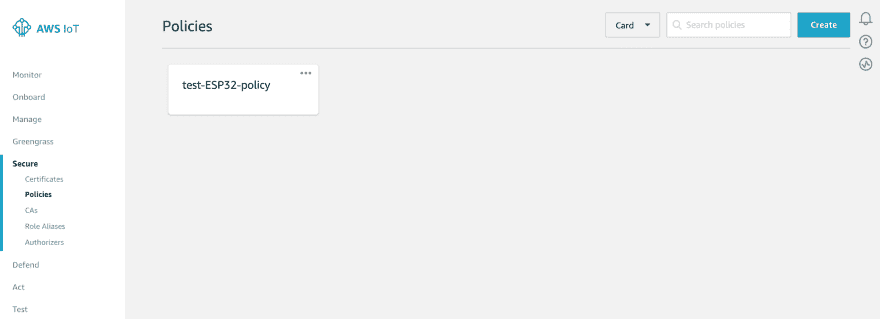 AWS IoT
Monitor
Onboard
Manage
Greengrass
Secure
Certificates
Policies
CAs
Role Aliases
Authorizers
Defend
Act
Test
Policies
Card
Search policies
Create
test-ESP32-policy